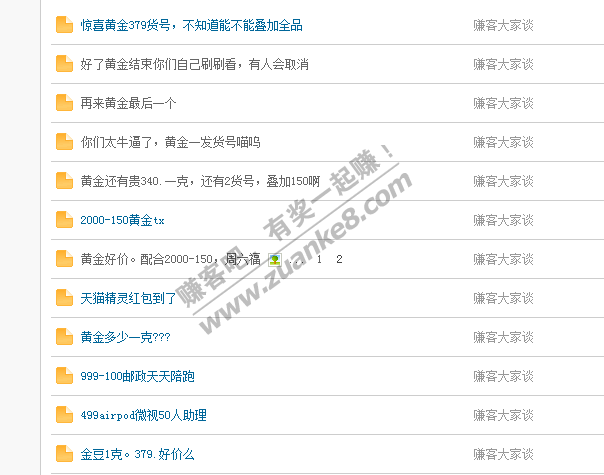 惊喜黄金379货号，不知道能不能叠加全品 赚客大家谈
好了黄金结束你们自己刷刷看，有人会取消 赚客大家谈
再来黄金最后一个 赚客大家谈
你们太牛逼了，黄金一发货号喵呜 赚客大家谈
黄金还有贵340.一克，还有2货号，叠加150啊 赚客大家谈
2000-150黄金tx 赚客大家谈
黄金好价。配合2000-150，周六福 ... 1 2 赚客大家谈
天猫精灵红包到了 赚客大家谈
黄金多少一克??? 赚客大家谈
999-100邮政天天陪跑 赚客大家谈
499airpod微视50人助理 赚客大家谈
金豆1克。379.好价么 赚客大家谈
赚客吧，有奖一起赚！
www.zuanke8.com